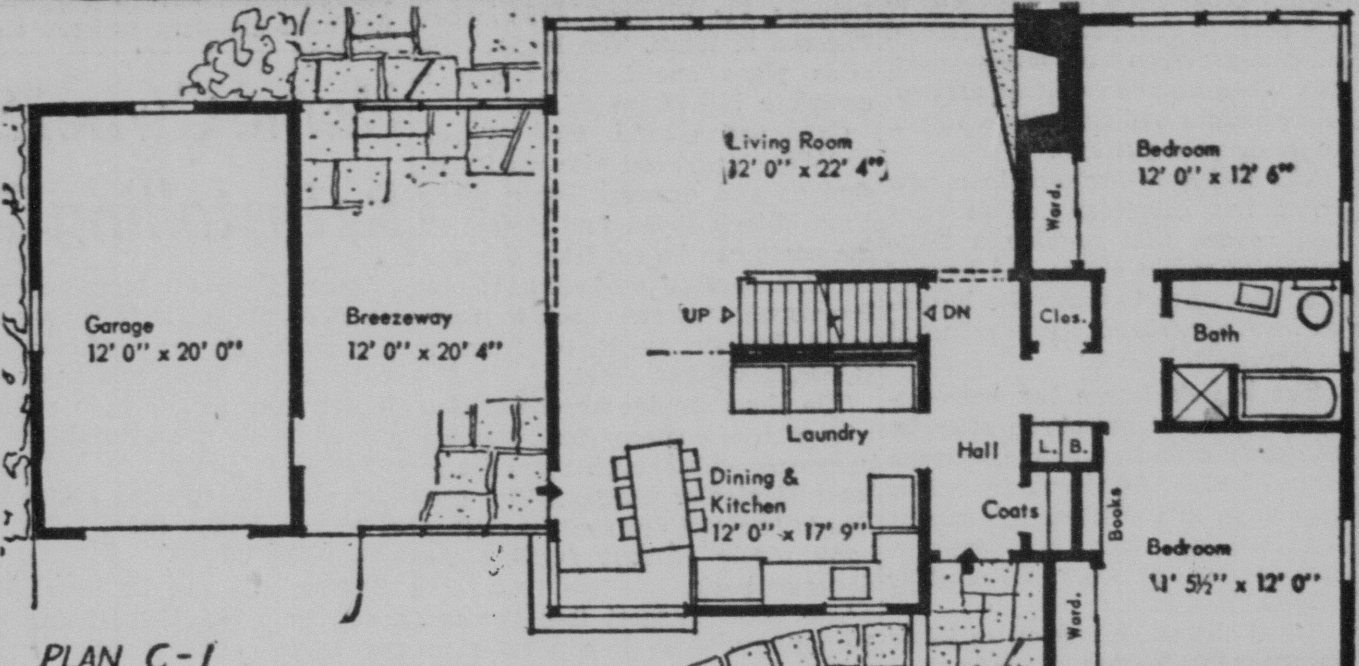 Living Room
12' 0" x 22' 4"
Bedroom
12' 0" x 12' 6"
Ward.
Garage
12' 0" x 20' 0"
Breezeway
12' 0" x 20' 4"
UP
DN
Clos.
Bath
Laundry
Hall
L. B.
Dining &
Kitchen
12' 0" x 17' 9"
Coats
Books
Bedroom
11' 5½" x 12' 0"
Ward.
PLAN C-1